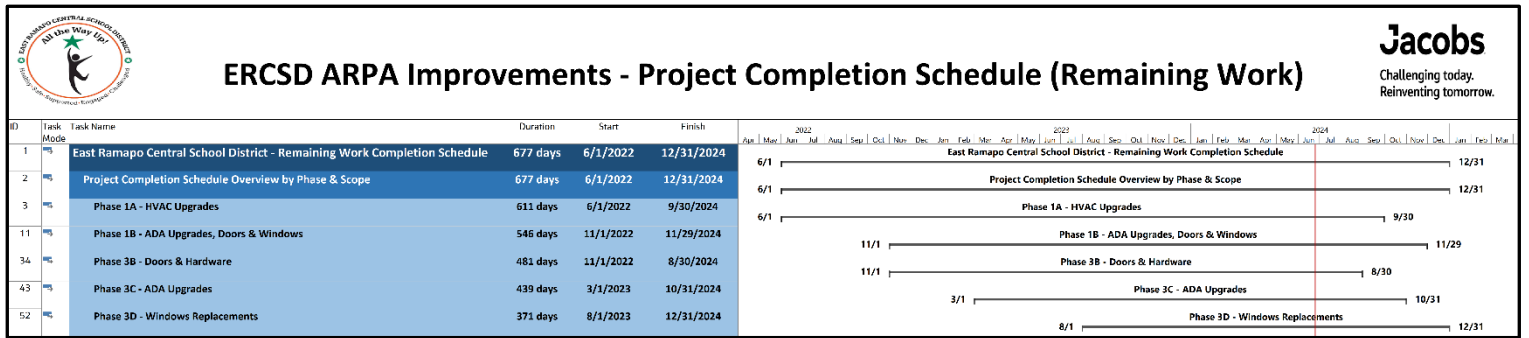 EAST RAMAPO CENTRAL SCHOOL DISTRICT
All the Way Up!
Jacobs
Challenging today.
Reinventing tomorrow.
ERCSD ARPA Improvements - Project Completion Schedule (Remaining Work)
ID Task Mode Task Name Duration Start Finish
2022 2023 2024
Apr May Jun Jul Aug Sep Oct Nov Dec Jan Feb Mar Apr May Jun Jul Aug Sep Oct Nov Dec Jan Feb Mar Apr May Jun Jul Aug Sep Oct Nov Dec Jan Feb Mar
1 East Ramapo Central School District - Remaining Work Completion Schedule 677 days 6/1/2022 12/31/2024
6/1 East Ramapo Central School District - Remaining Work Completion Schedule 12/31
2 Project Completion Schedule Overview by Phase & Scope 677 days 6/1/2022 12/31/2024
6/1 Project Completion Schedule Overview by Phase & Scope 12/31
3 Phase 1A - HVAC Upgrades 611 days 6/1/2022 9/30/2024
6/1 Phase 1A - HVAC Upgrades 9/30
11 Phase 1B - ADA Upgrades, Doors & Windows 546 days 11/1/2022 11/29/2024
11/1 Phase 1B - ADA Upgrades, Doors & Windows 11/29
34 Phase 3B - Doors & Hardware 481 days 11/1/2022 8/30/2024
11/1 Phase 3B - Doors & Hardware 8/30
43 Phase 3C - ADA Upgrades 439 days 3/1/2023 10/31/2024
3/1 Phase 3C - ADA Upgrades 10/31
52 Phase 3D - Windows Replacements 371 days 8/1/2023 12/31/2024
8/1 Phase 3D - Windows Replacements 12/31